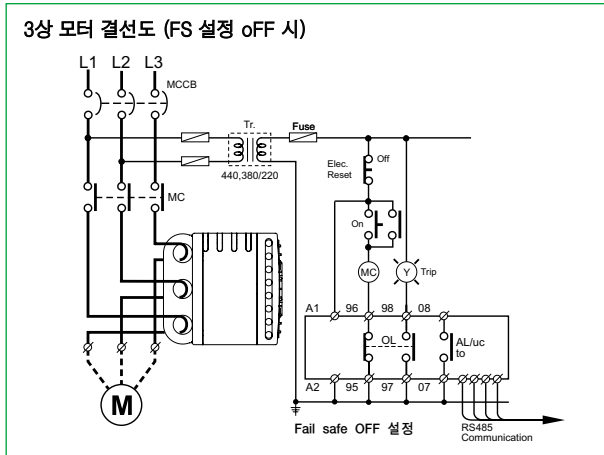 3상 모터 결선도 (FS 설정 oFF 시)
L1 L2 L3
MCCB
Tr.
Fuse
440,380/220
Elec.
Reset
Off
On
MC
MC
Y
Trip
A1 96 98 08
OL
AL/uc
to
A2 95 97 07
M
Fail safe OFF 설정
RS485
Communication